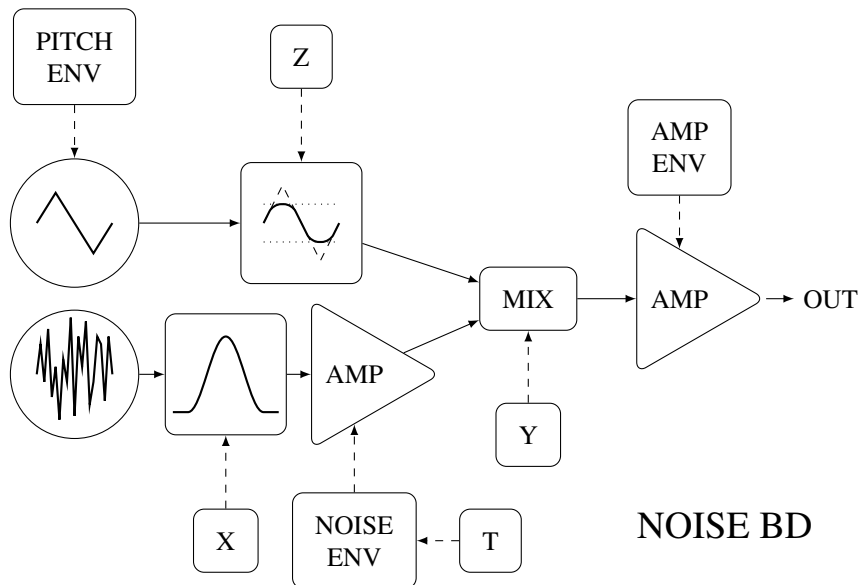 PITCH
ENV
Z
AMP
ENV
MIX
AMP
OUT
AMP
Y
X
NOISE
ENV
T
NOISE BD